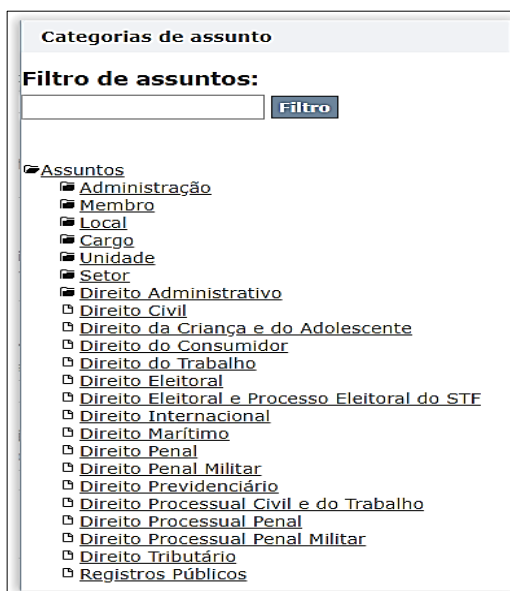 Categorias de assunto
Filtro de assuntos:
Filtro
Assuntos
Administração
Membro
Local
Cargo
Unidade
Setor
Direito Administrativo
Direito Civil
Direito da Criança e do Adolescente
Direito do Consumidor
Direito do Trabalho
Direito Eleitoral
Direito Eleitoral e Processo Eleitoral do STF
Direito Internacional
Direito Marítimo
Direito Penal
Direito Penal Militar
Direito Previdenciário
Direito Processual Civil e do Trabalho
Direito Processual Penal
Direito Processual Penal Militar
Direito Tributário
Registros Públicos